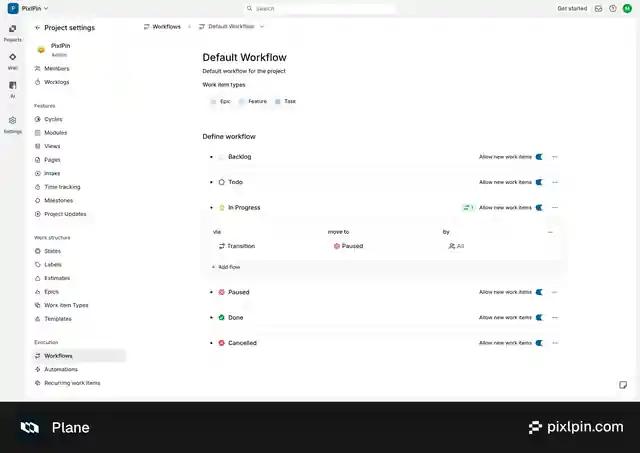 PixlPin
Search
Get started
M
Projects
Wiki
AI
Settings
Project settings
PixlPin
Admin
Members
Worklogs
Features
Cycles
Modules
Views
Pages
Intake
Time tracking
Milestones
Project Updates
Work structure
States
Labels
Estimates
Epics
Work item Types
Templates
Execution
Workflows
Automations
Recurring work items
Workflows
Default Workflow
Default Workflow
Default workflow for the project
Work item types
Epic Feature Task
Define workflow
Backlog Allow new work items
Todo Allow new work items
In Progress 1 Allow new work items
via move to by
Transition Paused All
+ Add flow
Paused Allow new work items
Done Allow new work items
Cancelled Allow new work items
Plane
pixlpin.com